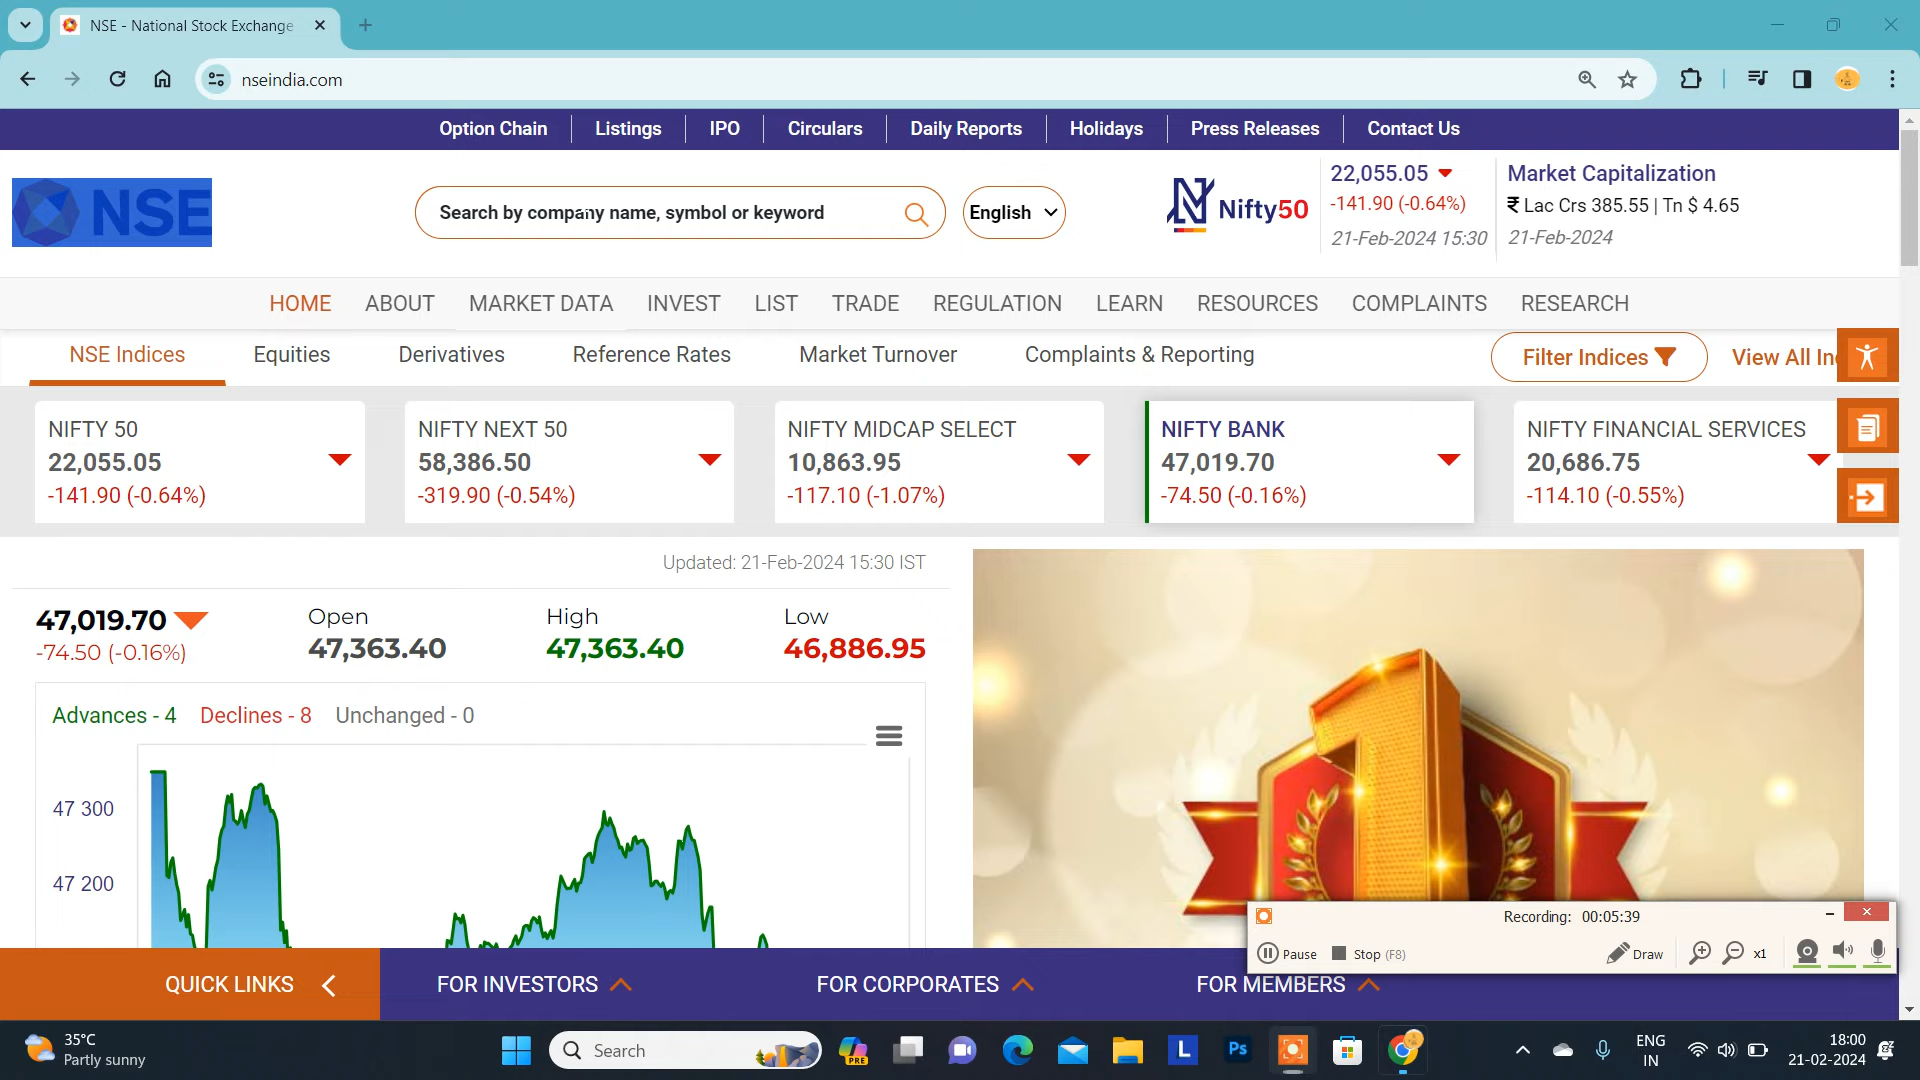 NSE - National Stock Exchange
nseindia.com
Option Chain
Listings
IPO
Circulars
Daily Reports
Holidays
Press Releases
Contact Us
NSE
Search by company name, symbol or keyword
English
Nifty50
22,055.05
-141.90 (-0.64%)
21-Feb-2024 15:30
Market Capitalization
₹ Lac Crs 385.55 | Tn $ 4.65
21-Feb-2024
HOME
ABOUT
MARKET DATA
INVEST
LIST
TRADE
REGULATION
LEARN
RESOURCES
COMPLAINTS
RESEARCH
NSE Indices
Equities
Derivatives
Reference Rates
Market Turnover
Complaints & Reporting
Filter Indices
View All In
NIFTY 50
22,055.05
-141.90 (-0.64%)
NIFTY NEXT 50
58,386.50
-319.90 (-0.54%)
NIFTY MIDCAP SELECT
10,863.95
-117.10 (-1.07%)
NIFTY BANK
47,019.70
-74.50 (-0.16%)
NIFTY FINANCIAL SERVICES
20,686.75
-114.10 (-0.55%)
Updated: 21-Feb-2024 15:30 IST
47,019.70
-74.50 (-0.16%)
Open
47,363.40
High
47,363.40
Low
46,886.95
Advances - 4
Declines - 8
Unchanged - 0
47 300
47 200
1
Recording: 00:05:39
Pause
Stop (F8)
Draw
x1
QUICK LINKS
FOR INVESTORS
FOR CORPORATES
FOR MEMBERS
35°C
Partly sunny
Search
PRE
L
Ps
ENG
IN
18:00
21-02-2024